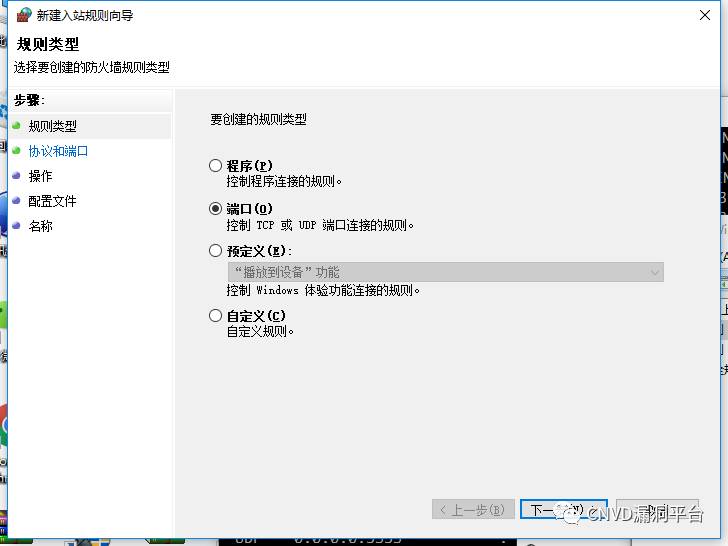 新建入站规则向导
规则类型
选择要创建的防火墙规则类型
步骤:
规则类型
协议和端口
操作
配置文件
名称
要创建的规则类型
程序(P)
控制程序连接的规则。
端口(O)
控制 TCP 或 UDP 端口连接的规则。
预定义(E):
“播放到设备”功能
控制 Windows 体验功能连接的规则。
自定义(C)
自定义规则。
< 上一步(B)
下一
CNVD漏洞平台